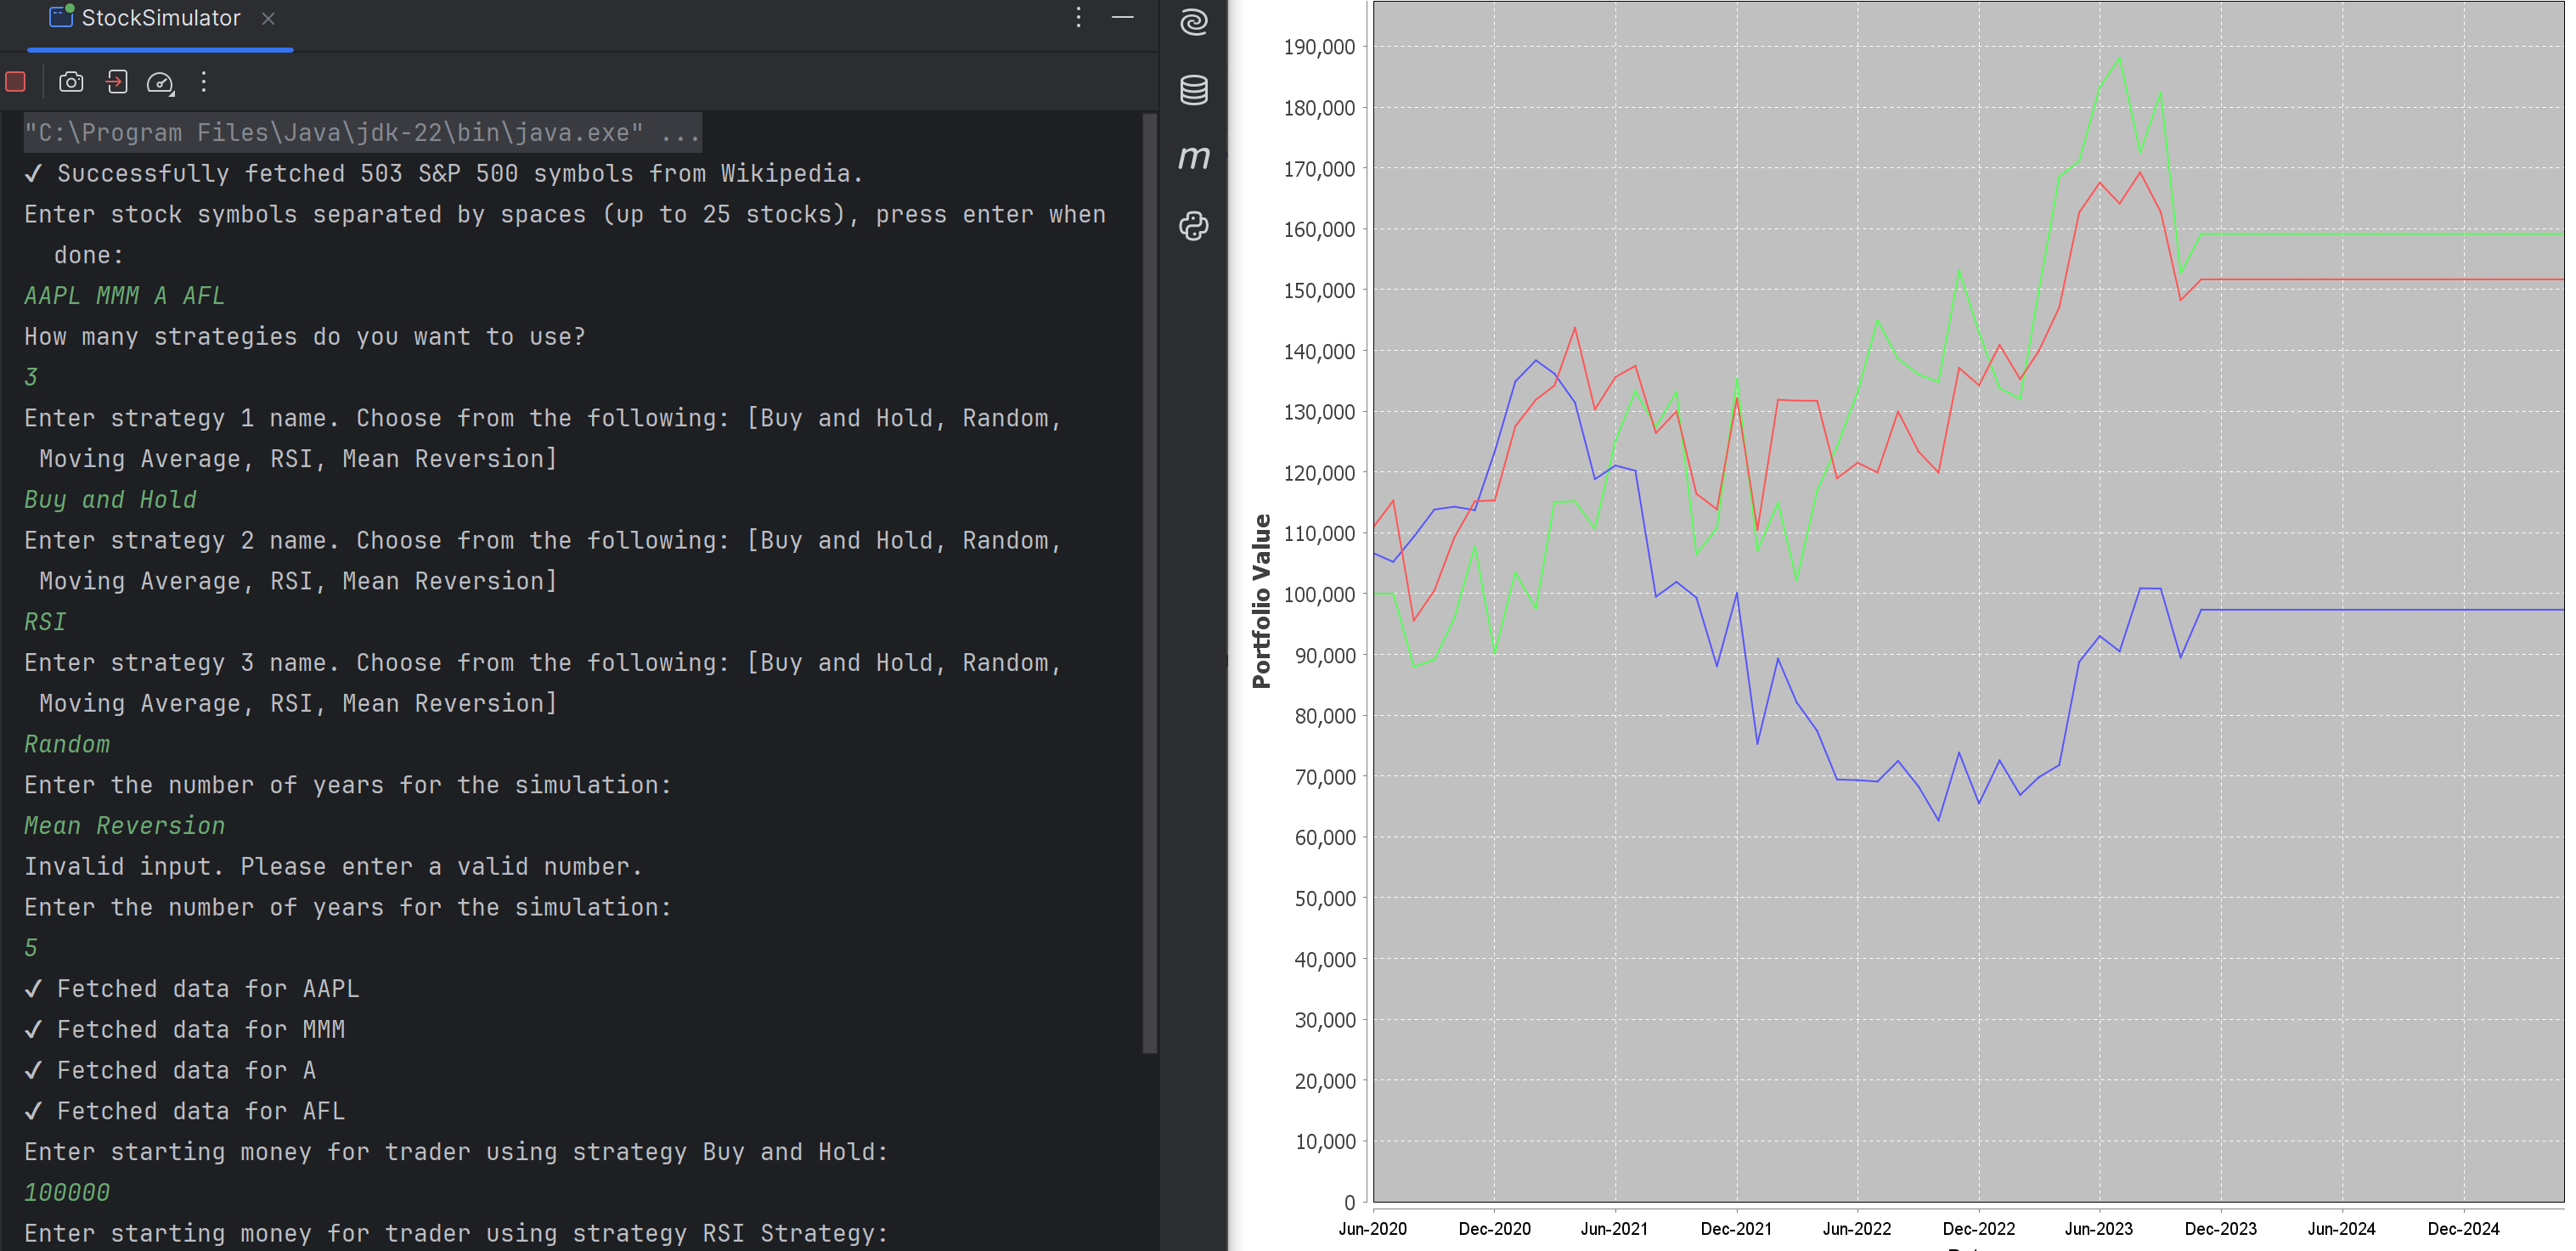 StockSimulator
"C:\Program Files\Java\jdk-22\bin\java.exe" ...
✓ Successfully fetched 503 S&P 500 symbols from Wikipedia.
Enter stock symbols separated by spaces (up to 25 stocks), press enter when
done:
AAPL MMM A AFL
How many strategies do you want to use?
3
Enter strategy 1 name. Choose from the following: [Buy and Hold, Random,
Moving Average, RSI, Mean Reversion]
Buy and Hold
Enter strategy 2 name. Choose from the following: [Buy and Hold, Random,
Moving Average, RSI, Mean Reversion]
RSI
Enter strategy 3 name. Choose from the following: [Buy and Hold, Random,
Moving Average, RSI, Mean Reversion]
Random
Enter the number of years for the simulation:
Mean Reversion
Invalid input. Please enter a valid number.
Enter the number of years for the simulation:
5
✓ Fetched data for AAPL
✓ Fetched data for MMM
✓ Fetched data for A
✓ Fetched data for AFL
Enter starting money for trader using strategy Buy and Hold:
100000
Enter starting money for trader using strategy RSI Strategy:
m
Portfolio Value
190,000
180,000
170,000
160,000
150,000
140,000
130,000
120,000
110,000
100,000
90,000
80,000
70,000
60,000
50,000
40,000
30,000
20,000
10,000
0
Jun-2020 Dec-2020 Jun-2021 Dec-2021 Jun-2022 Dec-2022 Jun-2023 Dec-2023 Jun-2024 Dec-2024